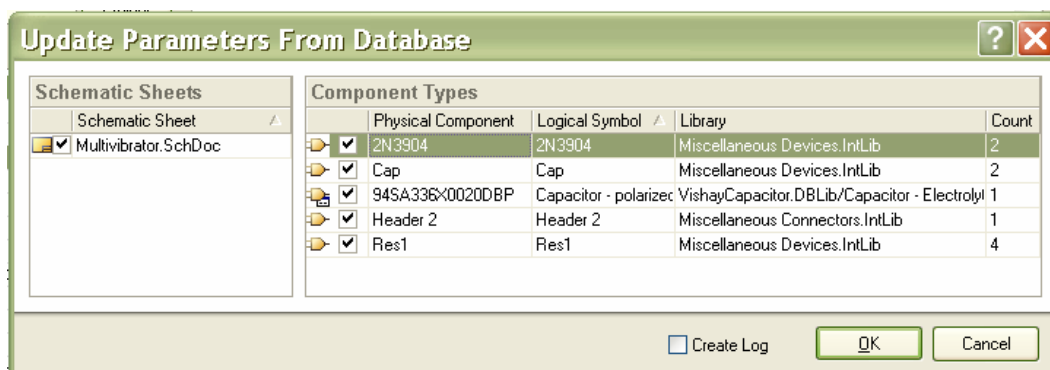 Update Parameters From Database
Schematic Sheets
Schematic Sheet
Multivibrator.SchDoc
Component Types
Physical Component Logical Symbol Library Count
2N3904 2N3904 Miscellaneous Devices.IntLib 2
Cap Cap Miscellaneous Devices.IntLib 2
94SA336X0020DBP Capacitor - polarized VishayCapacitor.DBLib/Capacitor - Electrolyt 1
Header 2 Header 2 Miscellaneous Connectors.IntLib 1
Res1 Res1 Miscellaneous Devices.IntLib 4
Create Log OK Cancel